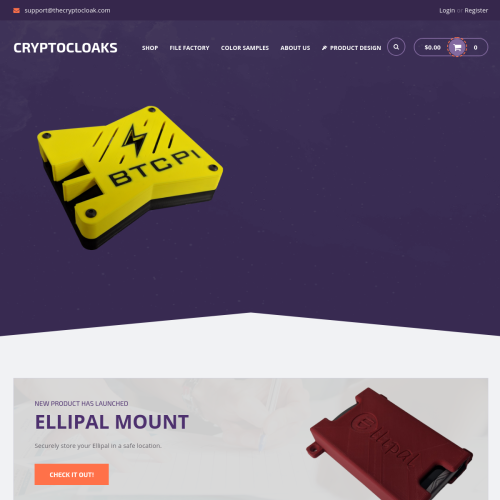 support@thecryptocloak.com
Login or Register
CRYPTOCLOAKS
SHOP FILE FACTORY COLOR SAMPLES ABOUT US PRODUCT DESIGN
$0.00 0
BTCPi
NEW PRODUCT HAS LAUNCHED
ELLIPAL MOUNT
Securely store your Ellipal in a safe location.
CHECK IT OUT!
Ellipal